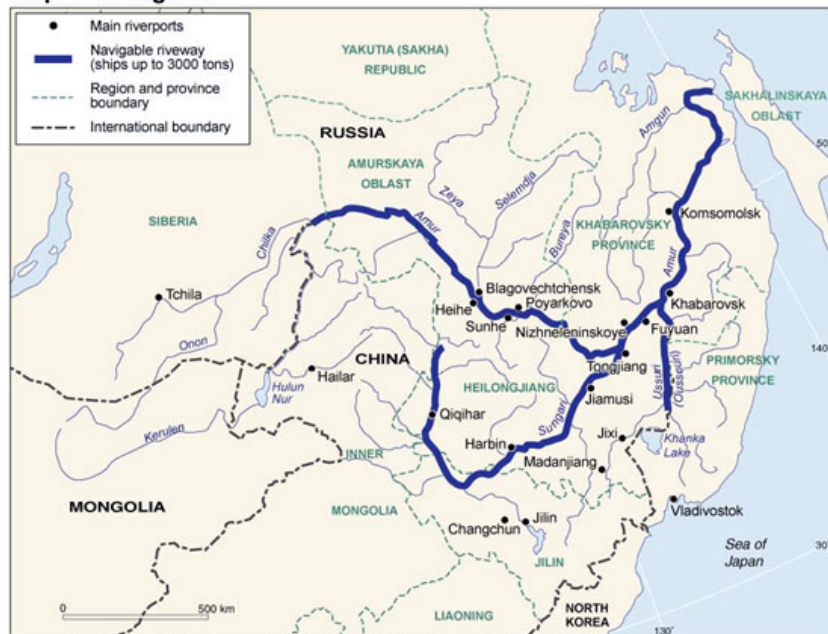 Main riverports
Navigable riveway
(ships up to 3000 tons)
Region and province
boundary
International boundary
YAKUTIA (SAKHA)
REPUBLIC
SAKHALINSKAYA
OBLAST
RUSSIA
AMURSKAYA
OBLAST
Amgun
50°
Zeya
Selemdja
SIBERIA
Chilka
Amur
Bureya
KHABAROVSKY
PROVINCE
Komsomolsk
Amur
Tchila
Blagovechtchensk
Poyarkovo
Heihe
Sunhe
Khabarovsk
Nizhneleninskoye
Fuyuan
Onon
CHINA
Tongjiang
140°
Hailar
Hulun
Nur
HEILONGJIANG
Ussuri
(Oussouri)
PRIMORSKY
PROVINCE
Jiamusi
Kerulen
Qiqihar
Sungari
Harbin
Jixi
Khanka
Lake
INNER
Madanjiang
MONGOLIA
MONGOLIA
Vladivostok
Changchun
Jilin
Sea of
Japan
30°
JILIN
0
500 km
LIAONING
NORTH
KOREA
130°